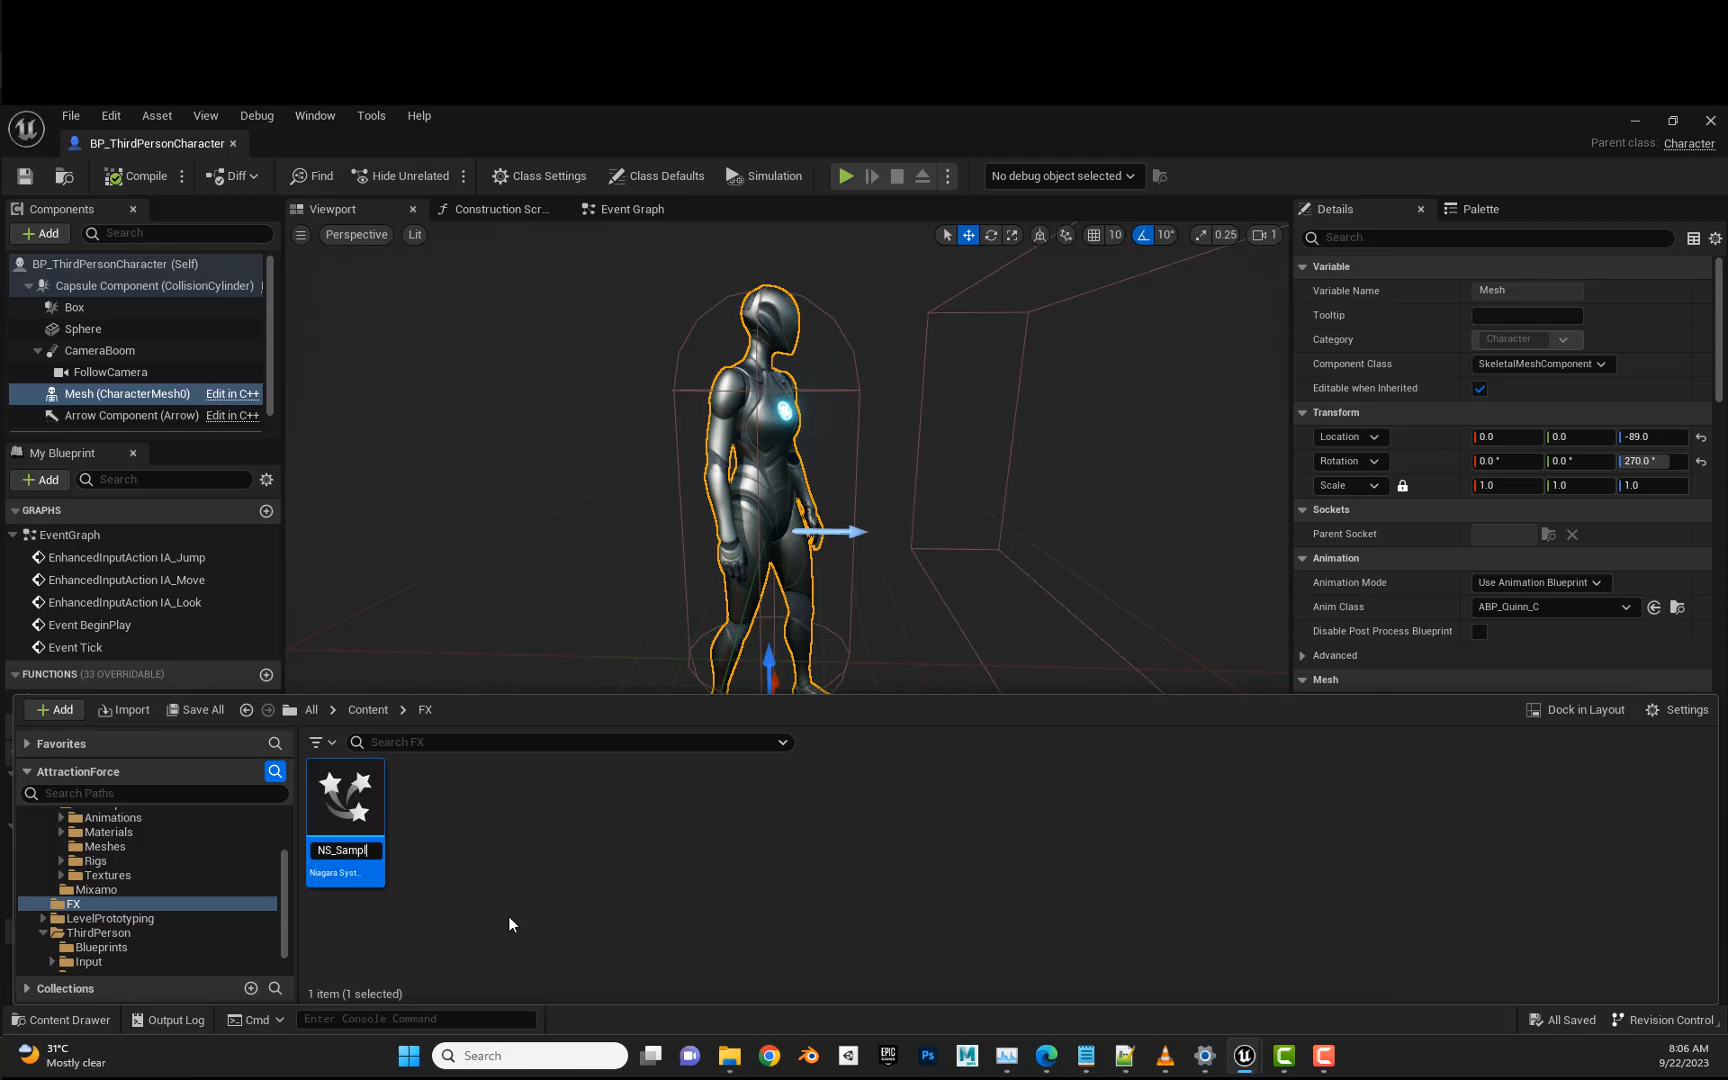 File Edit Asset View Debug Window Tools Help
BP_ThirdPersonCharacter
Parent class: Character
Compile Diff Find Hide Unrelated Class Settings Class Defaults Simulation No debug object selected
Components Viewport Construction Scr... Event Graph Details Palette
Add Search Perspective Lit 10 10° 0.25 1 Search
BP_ThirdPersonCharacter (Self)
Capsule Component (CollisionCylinder)
Box
Sphere
CameraBoom
FollowCamera
Mesh (CharacterMesh0) Edit in C++
Arrow Component (Arrow) Edit in C++
My Blueprint
Add Search
GRAPHS
EventGraph
EnhancedInputAction IA_Jump
EnhancedInputAction IA_Move
EnhancedInputAction IA_Look
Event BeginPlay
Event Tick
FUNCTIONS (33 OVERRIDABLE)
Variable
Variable Name Mesh
Tooltip
Category Character
Component Class SkeletalMeshComponent
Editable when Inherited
Transform
Location 0.0 0.0 -89.0
Rotation 0.0 ° 0.0 ° 270.0 °
Scale 1.0 1.0 1.0
Sockets
Parent Socket
Animation
Animation Mode Use Animation Blueprint
Anim Class ABP_Quinn_C
Disable Post Process Blueprint
Advanced
Mesh
Add Import Save All All Content FX Dock in Layout Settings
Favorites Search FX
AttractionForce
Search Paths
Animations
Materials
Meshes
Rigs
Textures
Mixamo
FX
LevelPrototyping
ThirdPerson
Blueprints
Input
Collections
NS_Sampl
Niagara Syst...
1 item (1 selected)
Content Drawer Output Log Cmd Enter Console Command All Saved Revision Control
31°C
Mostly clear
Search
EPIC
GAMES
Ps
M
8:06 AM
9/22/2023